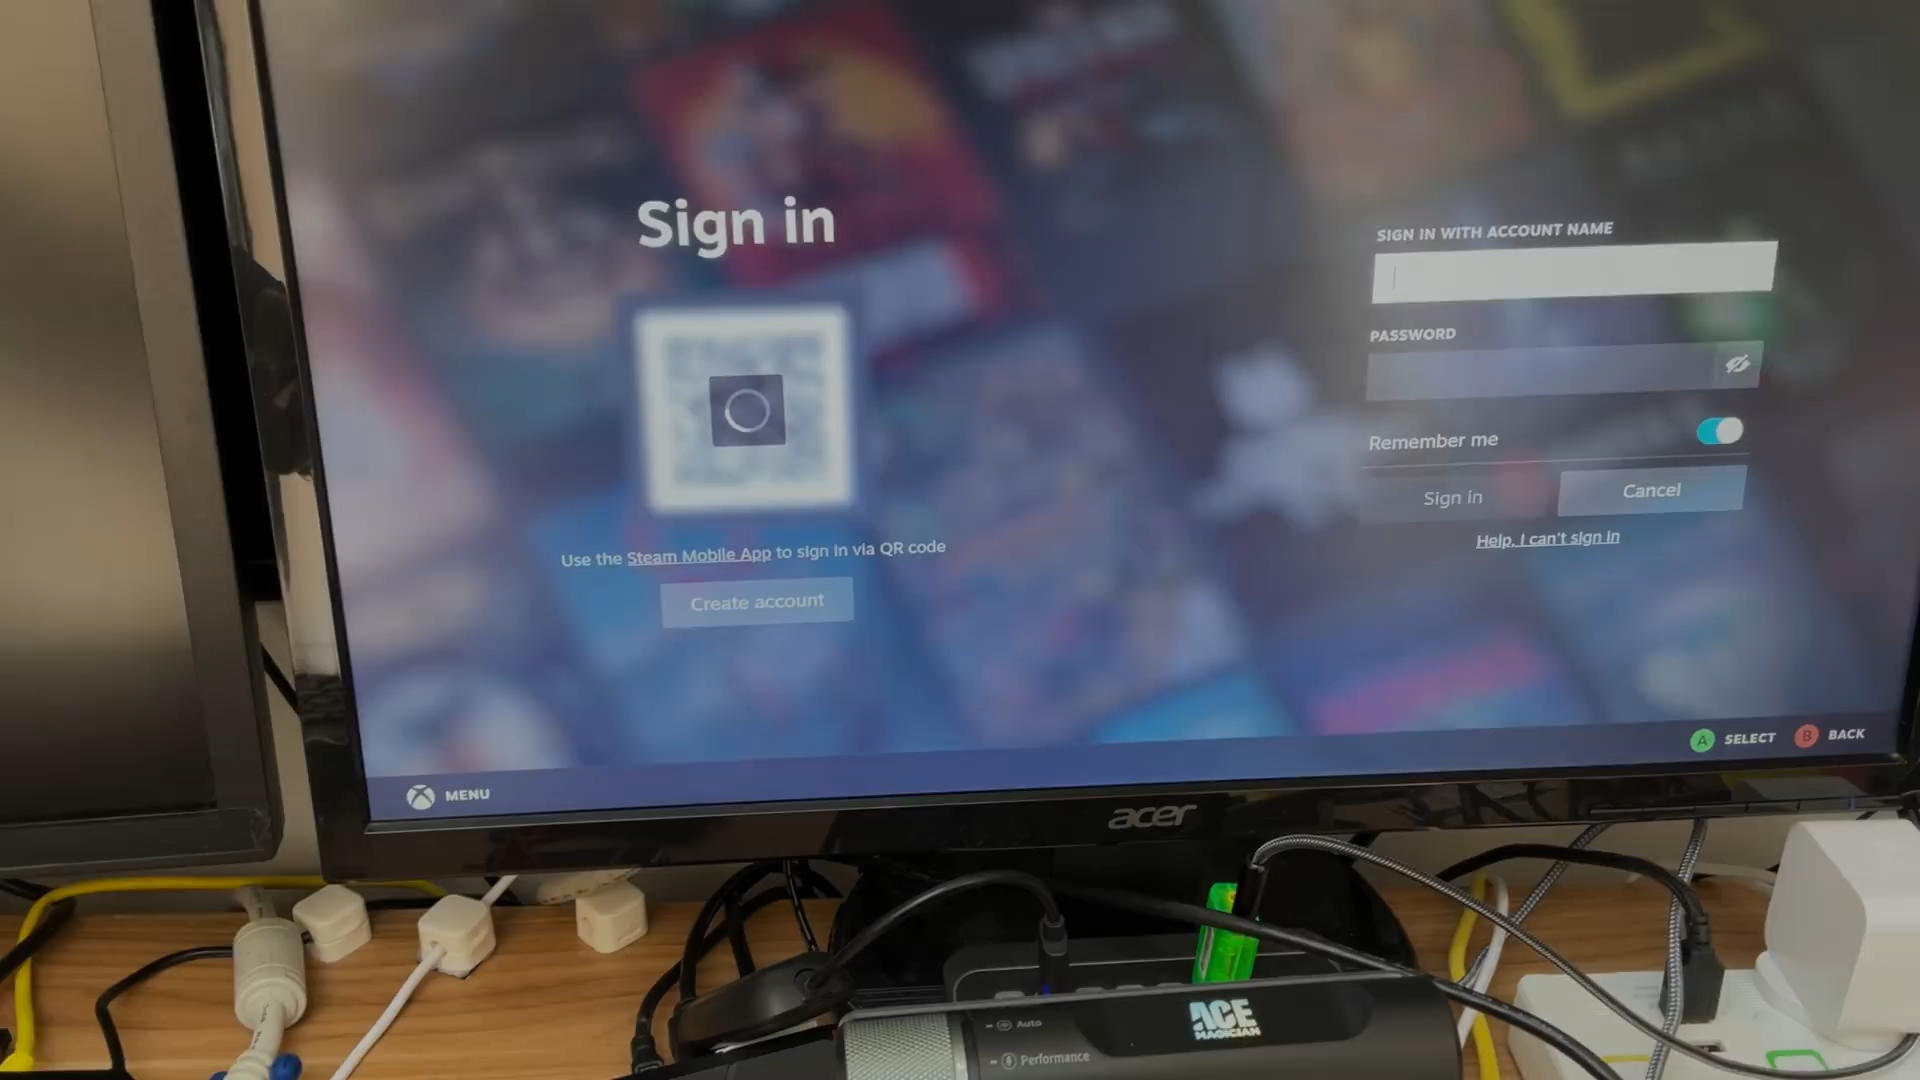 Sign in
Use the Steam Mobile App to sign in via QR code
Create account
SIGN IN WITH ACCOUNT NAME
PASSWORD
Remember me
Sign in
Cancel
Help, I can't sign in
MENU
A SELECT B BACK
acer
ACE
MAGICIAN
Auto
Performance